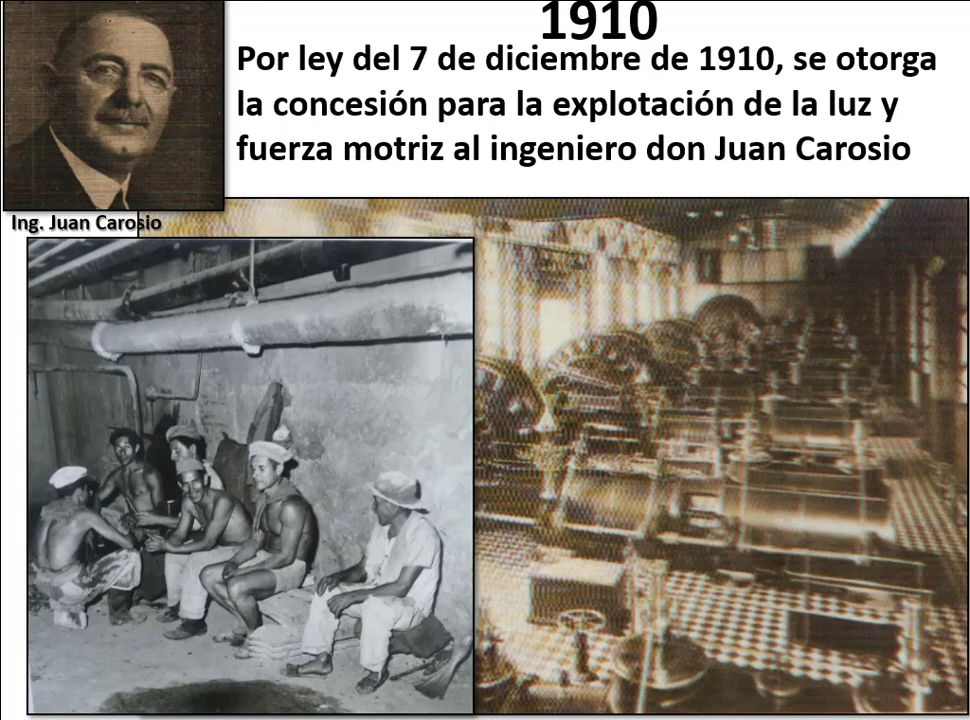 1910
Por ley del 7 de diciembre de 1910, se otorga
la concesión para la explotación de la luz y
fuerza motriz al ingeniero don Juan Carosio
Ing. Juan Carosio